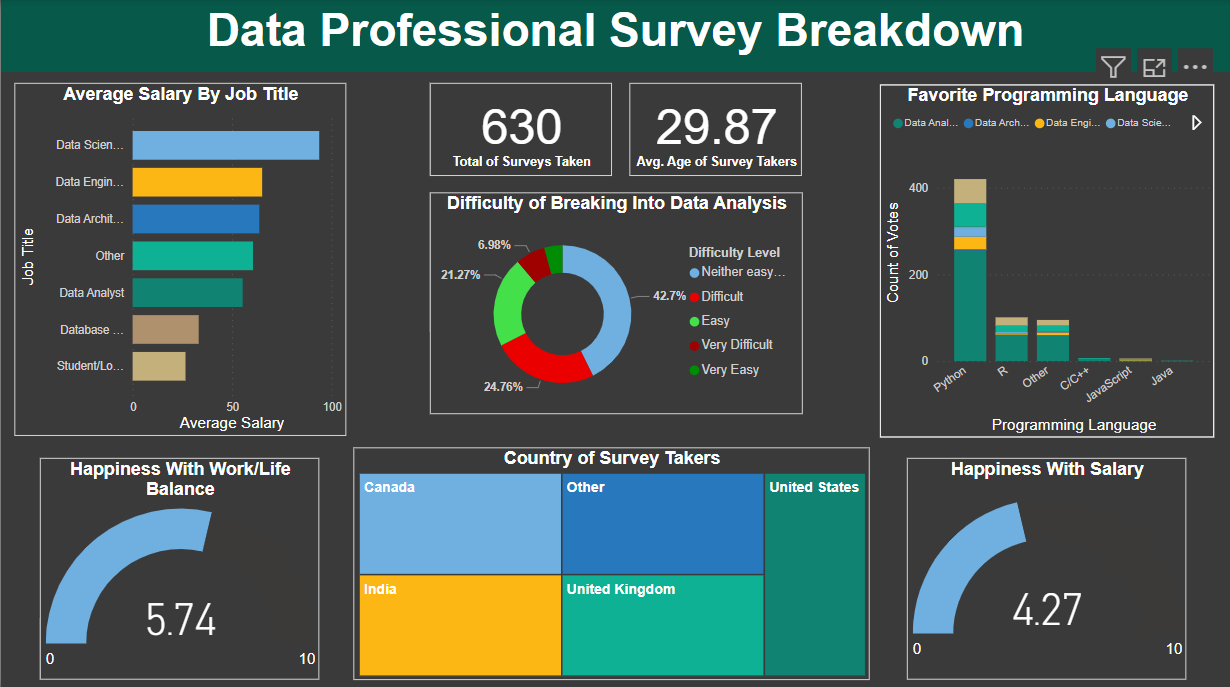 Data Professional Survey Breakdown
Average Salary By Job Title
Job Title
Data Scien...
Data Engin...
Data Archit...
Other
Data Analyst
Database ...
Student/Lo...
0 50 100
Average Salary
630
Total of Surveys Taken
29.87
Avg. Age of Survey Takers
Difficulty of Breaking Into Data Analysis
6.98%
21.27%
42.7%
24.76%
Difficulty Level
Neither easy...
Difficult
Easy
Very Difficult
Very Easy
Favorite Programming Language
Data Anal... Data Arch... Data Engi... Data Scie...
Count of Votes
400
200
0
Python R Other C/C++ JavaScript Java
Programming Language
Happiness With Work/Life
Balance
5.74
0 10
Country of Survey Takers
Canada
Other
United States
India
United Kingdom
Happiness With Salary
4.27
0 10